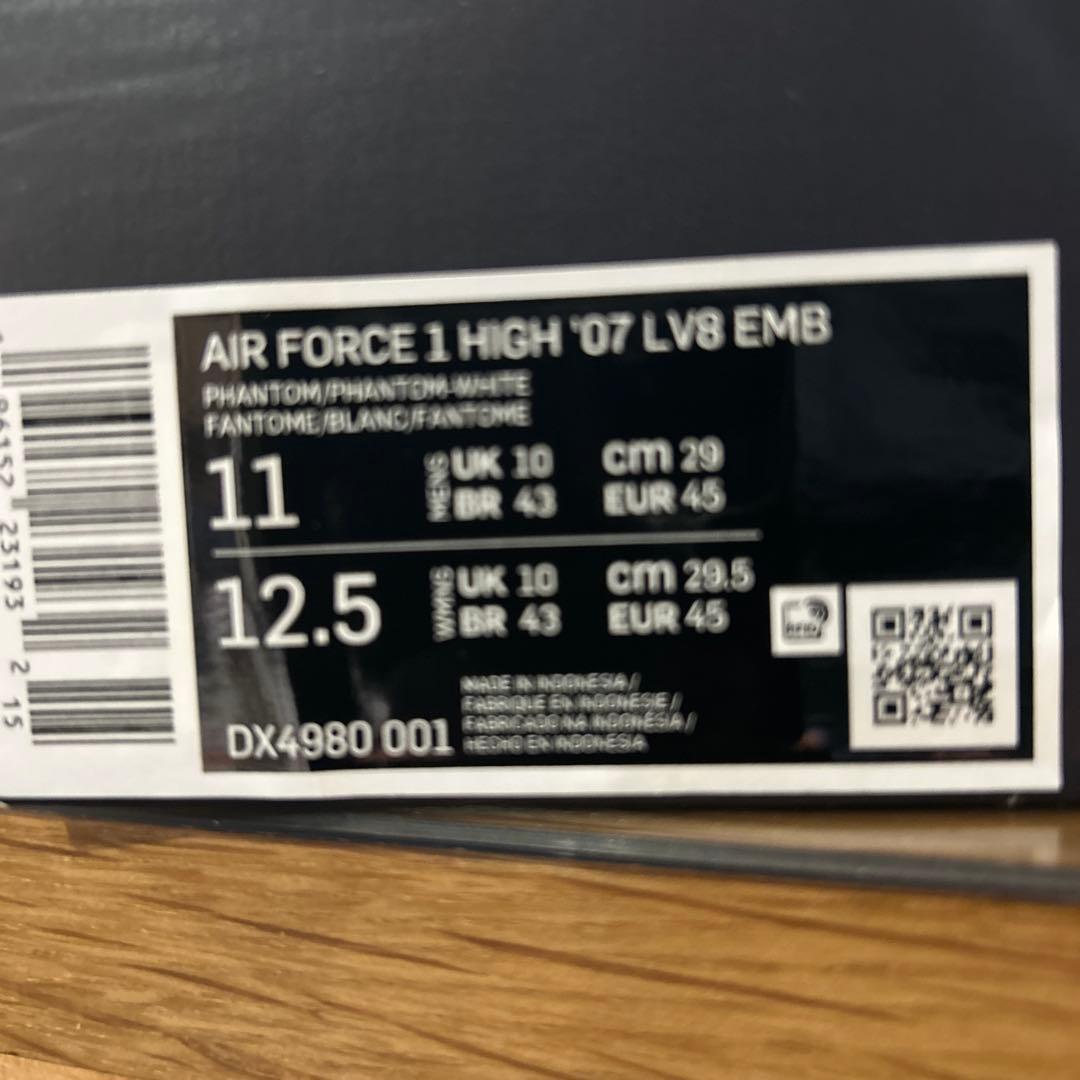 AIR FORCE 1 HIGH '07 LV8 EMB
PHANTOM/PHANTOM-WHITE
FANTOME/BLANC/FANTOME
11
MENS
UK 10
BR 43
cm 29
EUR 45
12.5
WMNS
UK 10
BR 43
cm 29.5
EUR 45
DX4980 001
MADE IN INDONESIA /
FABRIQUE EN INDONESIE /
FABRICADO NA INDONESIA /
HECHO EN INDONESIA
RFID
23193 2 15